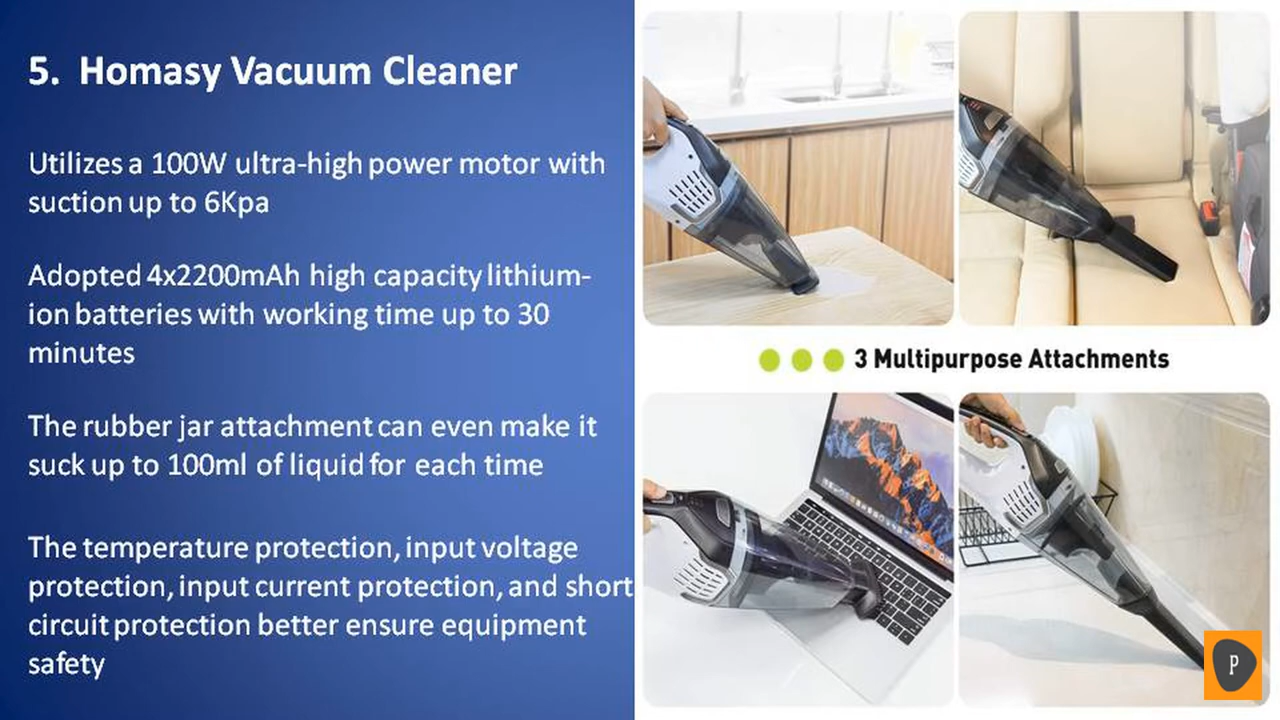 5. Homasy Vacuum Cleaner
Utilizes a 100W ultra-high power motor with
suction up to 6Kpa
Adopted 4x2200mAh high capacity lithium-
ion batteries with working time up to 30
minutes
The rubber jar attachment can even make it
suck up to 100ml of liquid for each time
The temperature protection, input voltage
protection, input current protection, and short
circuit protection better ensure equipment
safety
3 Multipurpose Attachments
P